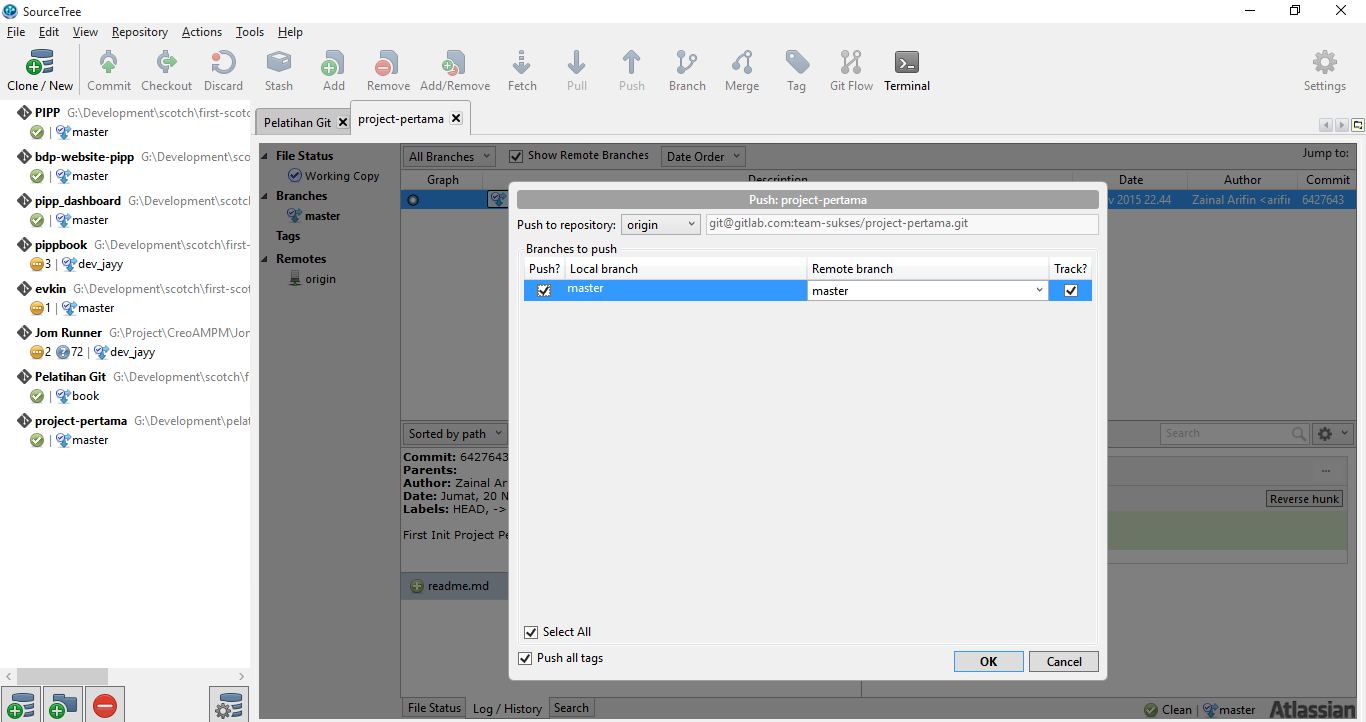 SourceTree
File Edit View Repository Actions Tools Help
Clone / New Commit Checkout Discard Stash Add Remove Add/Remove Fetch Pull Push Branch Merge Tag Git Flow Terminal Settings
PIPP G:\Development\scotch\first-scotc
master
bdp-website-pipp G:\Development\sco
master
pipp_dashboard G:\Development\scotc
master
pippbook G:\Development\scotch\first-
3 | dev_jayy
evkin G:\Development\scotch\first-scot
1 | master
Jom Runner G:\Project\CreoAMPM\Jor
2 72 | dev_jayy
Pelatihan Git G:\Development\scotch\f
book
project-pertama G:\Development\pelat
master
Pelatihan Git project-pertama
File Status
Working Copy
Branches
master
Tags
Remotes
origin
All Branches Show Remote Branches Date Order Jump to:
Graph Description Date Author Commit
v 2015 22.44 Zainal Arifin <arifin 6427643
Push: project-pertama
Push to repository: origin git@gitlab.com:team-sukses/project-pertama.git
Branches to push
Push? Local branch Remote branch Track?
master master
Select All
Push all tags
OK Cancel
Sorted by path Search
Commit: 6427643
Parents:
Author: Zainal Ar
Date: Jumat, 20 N
Labels: HEAD, ->
First Init Project Pe
...
Reverse hunk
readme.md
File Status Log / History Search
Clean | master Atlassian